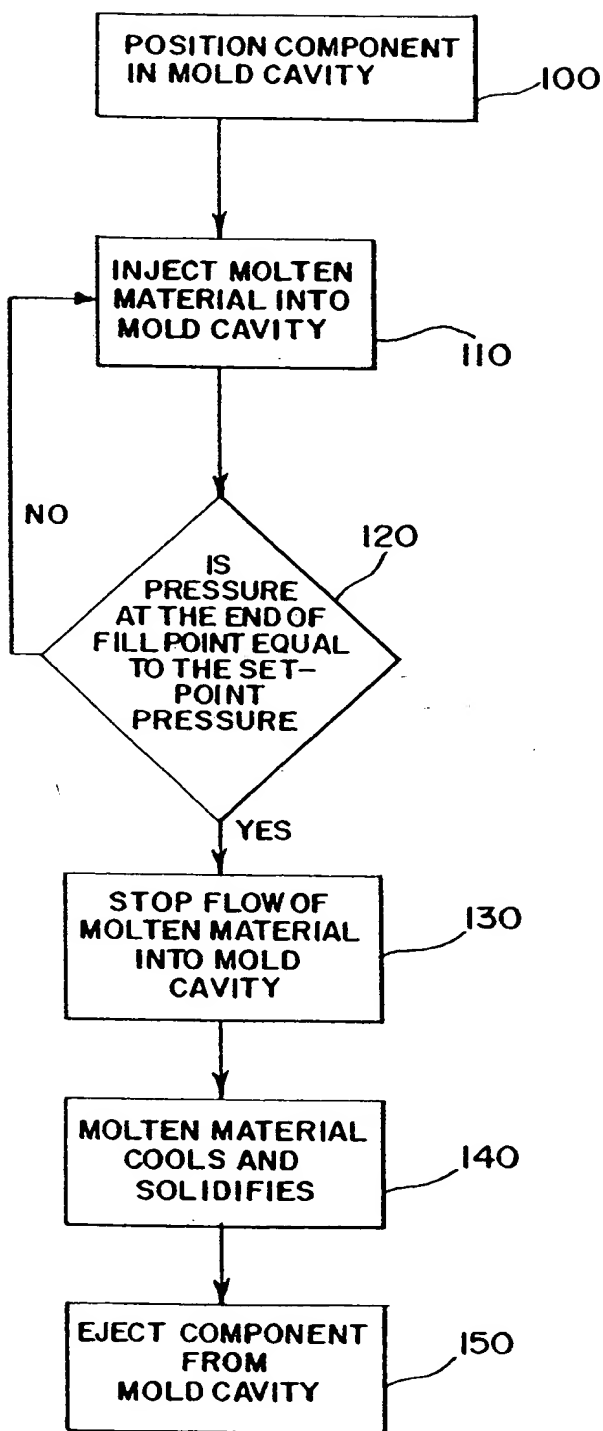 POSITION COMPONENT
IN MOLD CAVITY
100
INJECT MOLTEN
MATERIAL INTO
MOLD CAVITY
110
NO
120
IS
PRESSURE
AT THE END OF
FILL POINT EQUAL
TO THE SET-
POINT
PRESSURE
YES
STOP FLOW OF
MOLTEN MATERIAL
INTO MOLD
CAVITY
130
MOLTEN MATERIAL
COOLS AND
SOLIDIFIES
140
EJECT COMPONENT
FROM
MOLD CAVITY
150